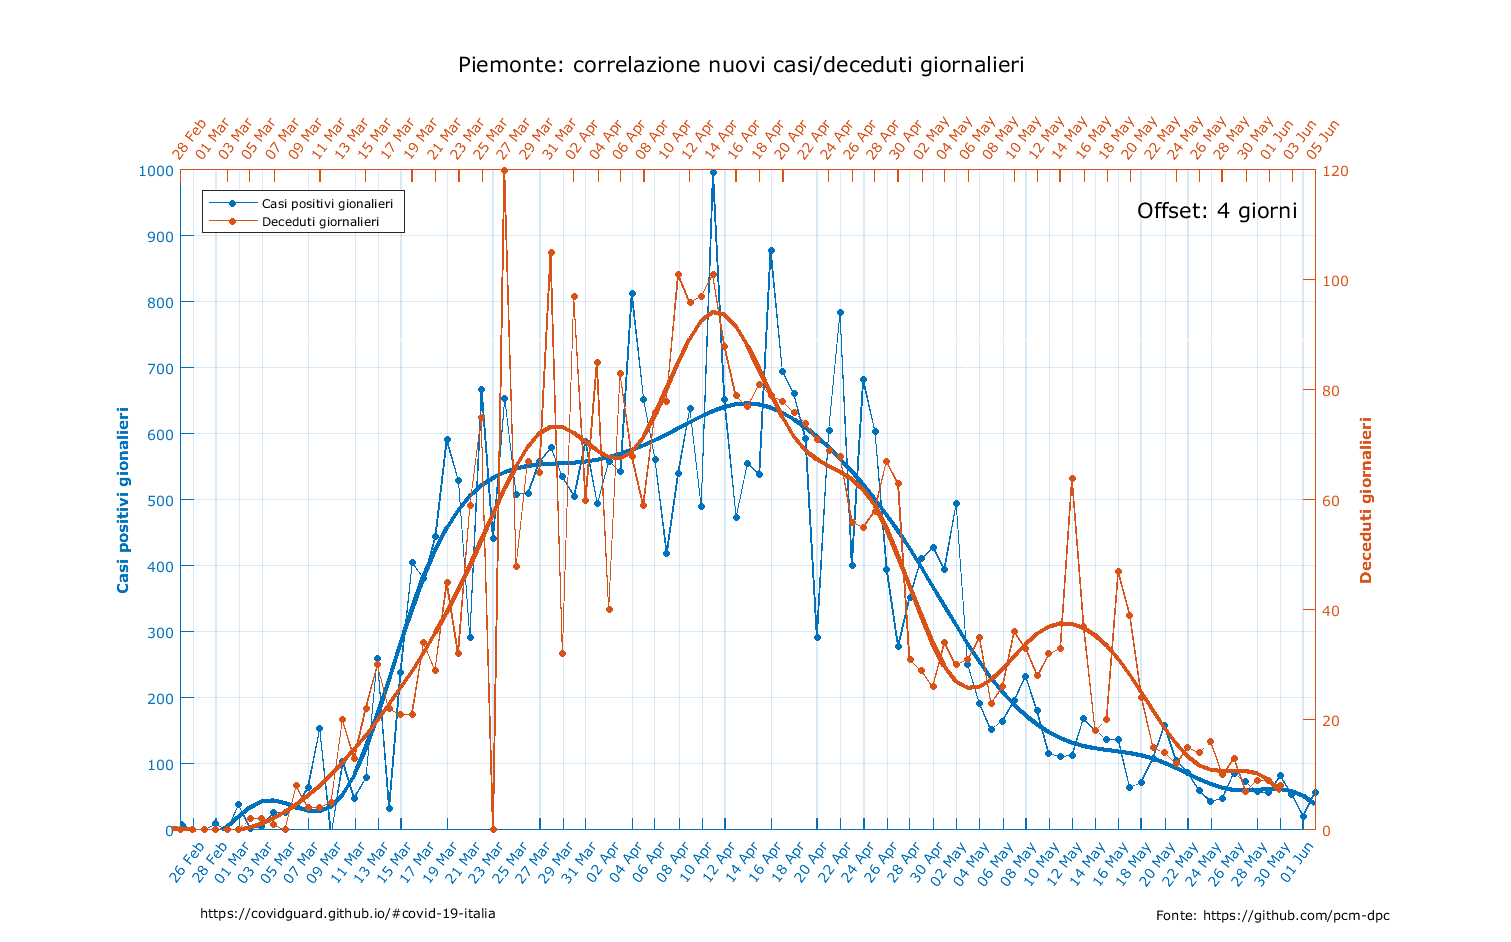 Piemonte: correlazione nuovi casi/deceduti giornalieri
28 Feb 01 Mar 03 Mar 05 Mar 07 Mar 09 Mar 11 Mar 13 Mar 15 Mar 17 Mar 19 Mar 21 Mar 23 Mar 25 Mar 27 Mar 29 Mar 31 Mar 02 Apr 04 Apr 06 Apr 08 Apr 10 Apr 12 Apr 14 Apr 16 Apr 18 Apr 20 Apr 22 Apr 24 Apr 26 Apr 28 Apr 30 Apr 02 May 04 May 06 May 08 May 10 May 12 May 14 May 16 May 18 May 20 May 22 May 24 May 26 May 28 May 30 May 01 Jun 03 Jun 05 Jun
1000
900
800
700
600
500
400
300
200
100
0
Casi positivi gionalieri
Casi positivi gionalieri
Deceduti giornalieri
Offset: 4 giorni
120
100
80
60
40
20
0
Deceduti giornalieri
26 Feb 28 Feb 01 Mar 03 Mar 05 Mar 07 Mar 09 Mar 11 Mar 13 Mar 15 Mar 17 Mar 19 Mar 21 Mar 23 Mar 25 Mar 27 Mar 29 Mar 31 Mar 02 Apr 04 Apr 06 Apr 08 Apr 10 Apr 12 Apr 14 Apr 16 Apr 18 Apr 20 Apr 22 Apr 24 Apr 26 Apr 28 Apr 30 Apr 02 May 04 May 06 May 08 May 10 May 12 May 14 May 16 May 18 May 20 May 22 May 24 May 26 May 28 May 30 May 01 Jun
https://covidguard.github.io/#covid-19-italia
Fonte: https://github.com/pcm-dpc